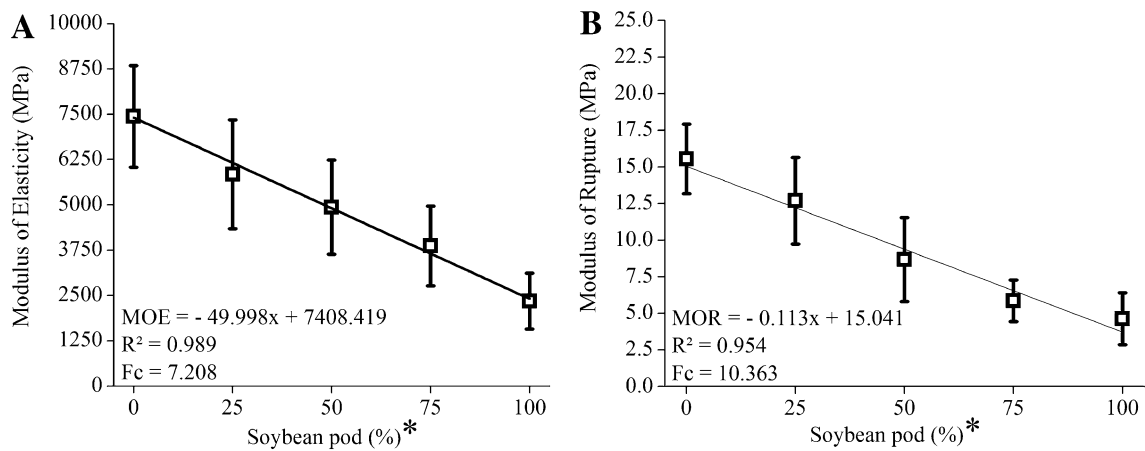 A
Modulus of Elasticity (MPa)
10000
8750
7500
6250
5000
3750
2500
1250
0
MOE = - 49.998x + 7408.419
R² = 0.989
Fc = 7.208
0 25 50 75 100
Soybean pod (%)*
B
Modulus of Rupture (MPa)
25.0
22.5
20.0
17.5
15.0
12.5
10.0
7.5
5.0
2.5
0.0
MOR = - 0.113x + 15.041
R² = 0.954
Fc = 10.363
0 25 50 75 100
Soybean pod (%)*